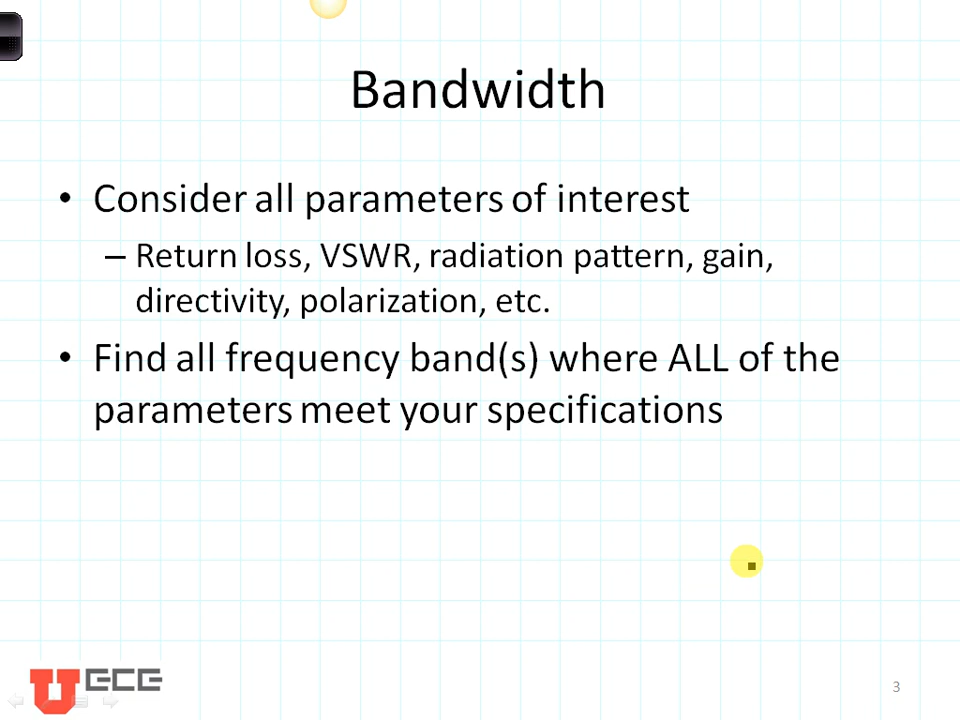 Bandwidth
• Consider all parameters of interest
– Return loss, VSWR, radiation pattern, gain,
directivity, polarization, etc.
• Find all frequency band(s) where ALL of the
parameters meet your specifications
U ECE
3